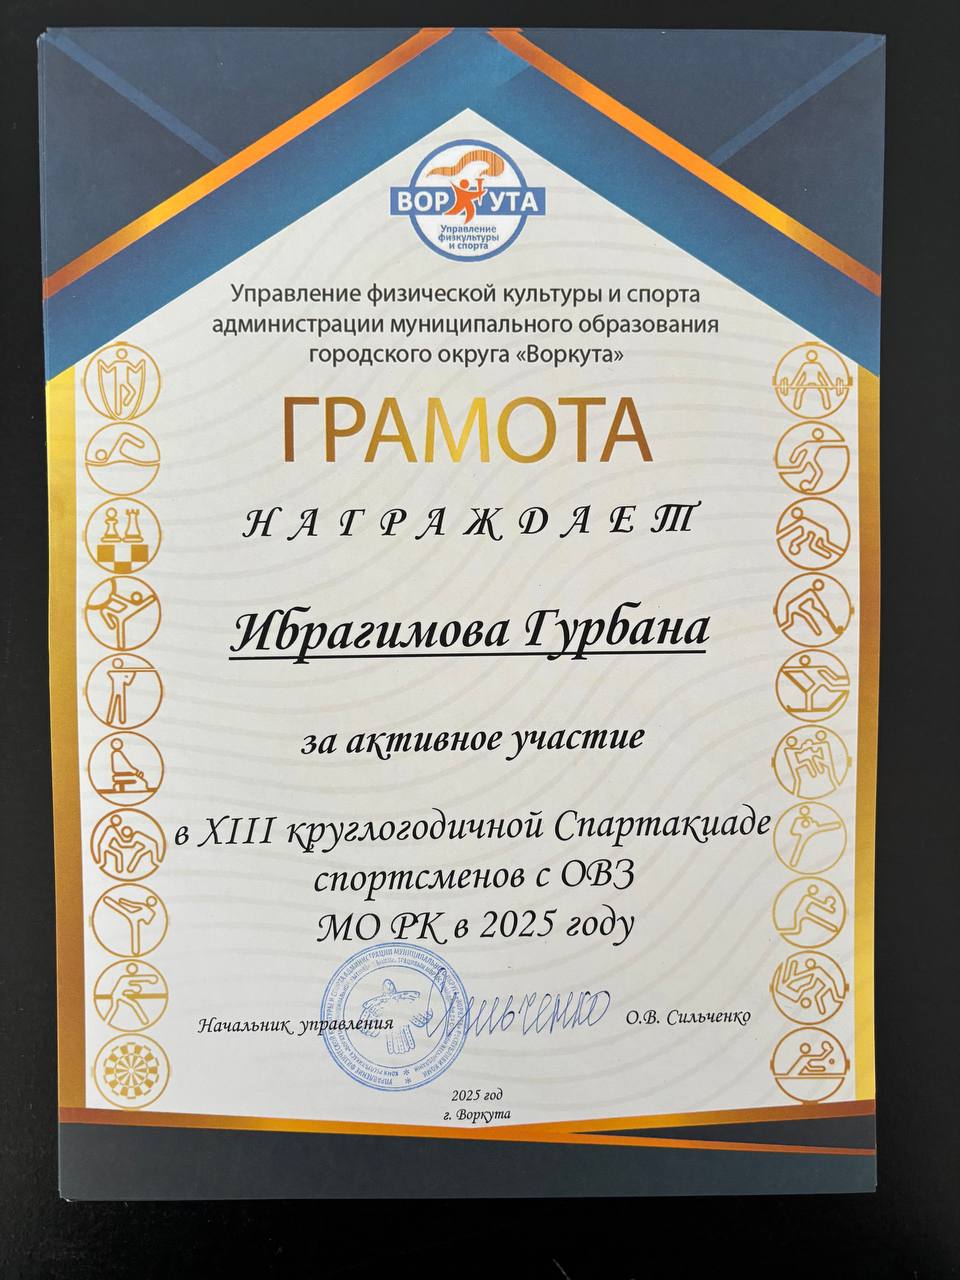 ВОРКУТА
Управление
физкультуры
и спорта
Управление физической культуры и спорта
администрации муниципального образования
городского округа «Воркута»
ГРАМОТА
НАГРАЖДАЕТ
Ибрагимова Гурбана
за активное участие
в XIII круглогодичной Спартакиаде
спортсменов с ОВЗ
МО РК в 2025 году
Начальник управления О.В. Сильченко
2025 год
г. Воркута